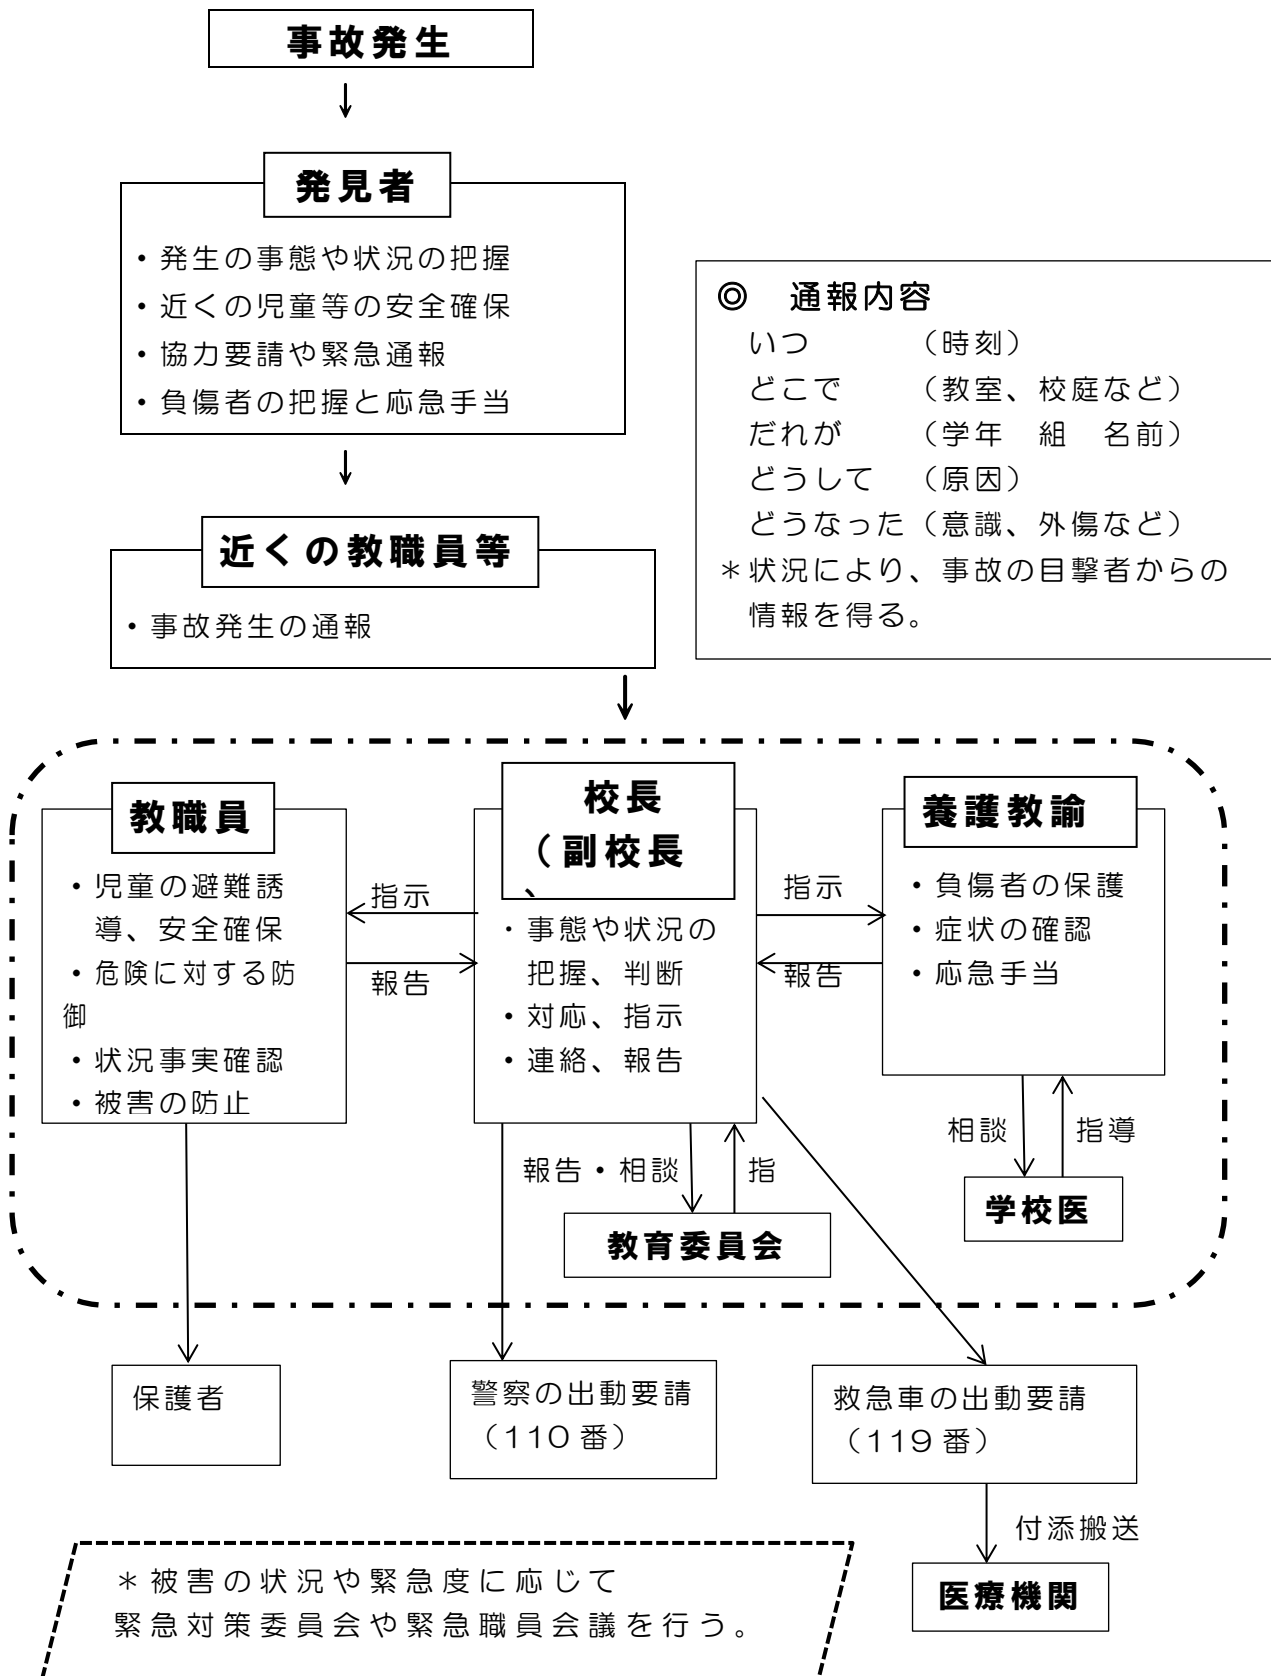 事故発生
発見者
・発生の事態や状況の把握
・近くの児童等の安全確保
・協力要請や緊急通報
・負傷者の把握と応急手当
◎　通報内容
いつ　　　（時刻）
どこで　　（教室、校庭など）
だれが　　（学年　組　名前）
どうして　（原因）
どうなった（意識、外傷など）
＊状況により、事故の目撃者からの
情報を得る。
近くの教職員等
・事故発生の通報
教職員
・児童の避難誘
導、安全確保
・危険に対する防
御
・状況事実確認
・被害の防止
指示
報告
校長
（副校長
、
・事態や状況の
把握、判断
・対応、指示
・連絡、報告
指示
報告
養護教諭
・負傷者の保護
・症状の確認
・応急手当
報告・相談
指
教育委員会
相談
指導
学校医
保護者
警察の出動要請
（110番）
救急車の出動要請
（119番）
付添搬送
医療機関
＊被害の状況や緊急度に応じて
緊急対策委員会や緊急職員会議を行う。